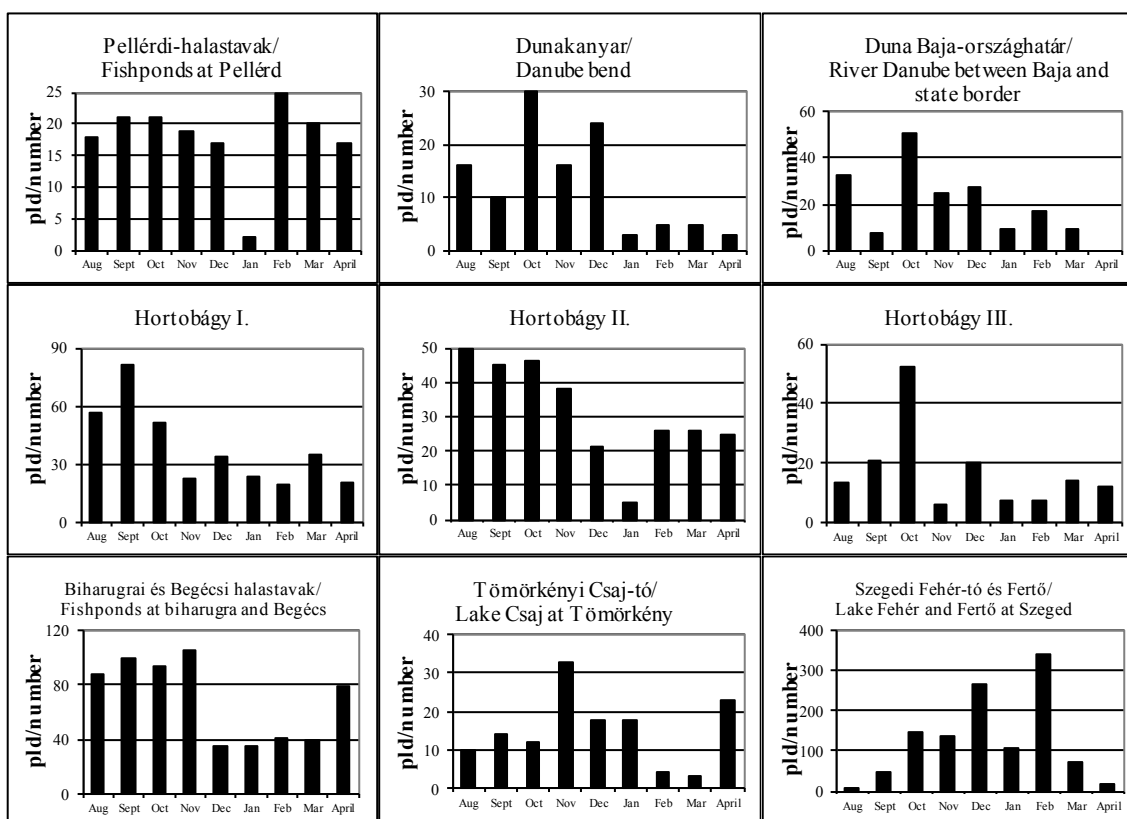 Pellérdi-halastavak/
Fishponds at Pellérd
pld/number
25
20
15
10
5
0
Aug Sept Oct Nov Dec Jan Feb Mar April
Dunakanyar/
Danube bend
pld/number
30
20
10
0
Aug Sept Oct Nov Dec Jan Feb Mar April
Duna Baja-országhatár/
River Danube between Baja and
state border
pld/number
60
40
20
0
Aug Sept Oct Nov Dec Jan Feb Mar April
Hortobágy I.
pld/number
90
60
30
0
Aug Sept Oct Nov Dec Jan Feb Mar April
Hortobágy II.
pld/number
50
40
30
20
10
0
Aug Sept Oct Nov Dec Jan Feb Mar April
Hortobágy III.
pld/number
60
40
20
0
Aug Sept Oct Nov Dec Jan Feb Mar April
Biharugrai és Begécsi halastavak/
Fishponds at biharugra and Begécs
pld/number
120
80
40
0
Aug Sept Oct Nov Dec Jan Feb Mar April
Tömörkényi Csaj-tó/
Lake Csaj at Tömörkény
pld/number
40
30
20
10
0
Aug Sept Oct Nov Dec Jan Feb Mar April
Szegedi Fehér-tó és Fertő/
Lake Fehér and Fertő at Szeged
pld/number
400
300
200
100
0
Aug Sept Oct Nov Dec Jan Feb Mar April